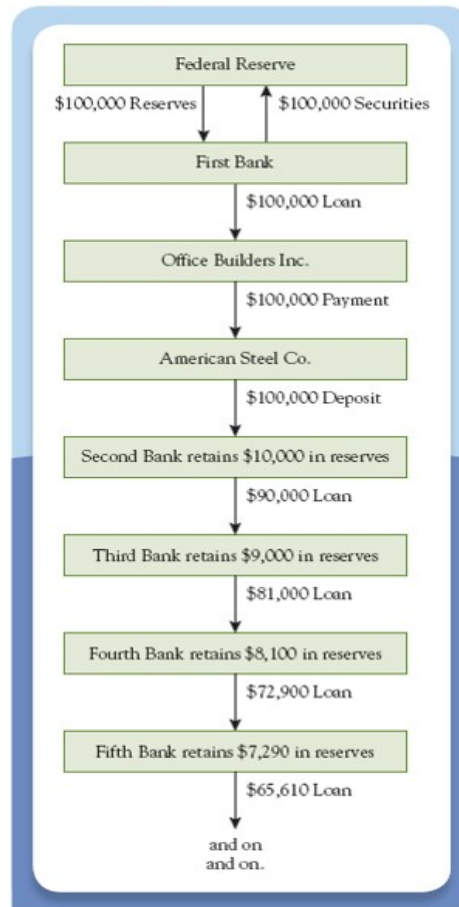 Federal Reserve
$100,000 Reserves
$100,000 Securities
First Bank
$100,000 Loan
Office Builders Inc.
$100,000 Payment
American Steel Co.
$100,000 Deposit
Second Bank retains $10,000 in reserves
$90,000 Loan
Third Bank retains $9,000 in reserves
$81,000 Loan
Fourth Bank retains $8,100 in reserves
$72,900 Loan
Fifth Bank retains $7,290 in reserves
$65,610 Loan
and on
and on.